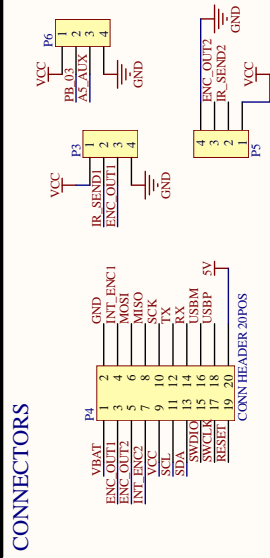 CONNECTORS
P4
VBAT 1 2 GND
ENC_OUT1 3 4 INT_ENC1
ENC_OUT2 5 6 MOSI
INT_ENC2 7 8 MISO
VCC 9 10 SCK
SCL 11 12 TX
SDA 13 14 RX
SWDIO 15 16 USBM
SWCLK 17 18 USBP
RESET 19 20 5V
CONN HEADER 20POS
P3
VCC 1
IR_SEND1 2
ENC_OUT1 3
4
GND
P6
VCC 1
PB_03 2
A5_AUX 3
4
GND
GND
4
3 ENC_OUT2
2 IR_SEND2
1 VCC
P5